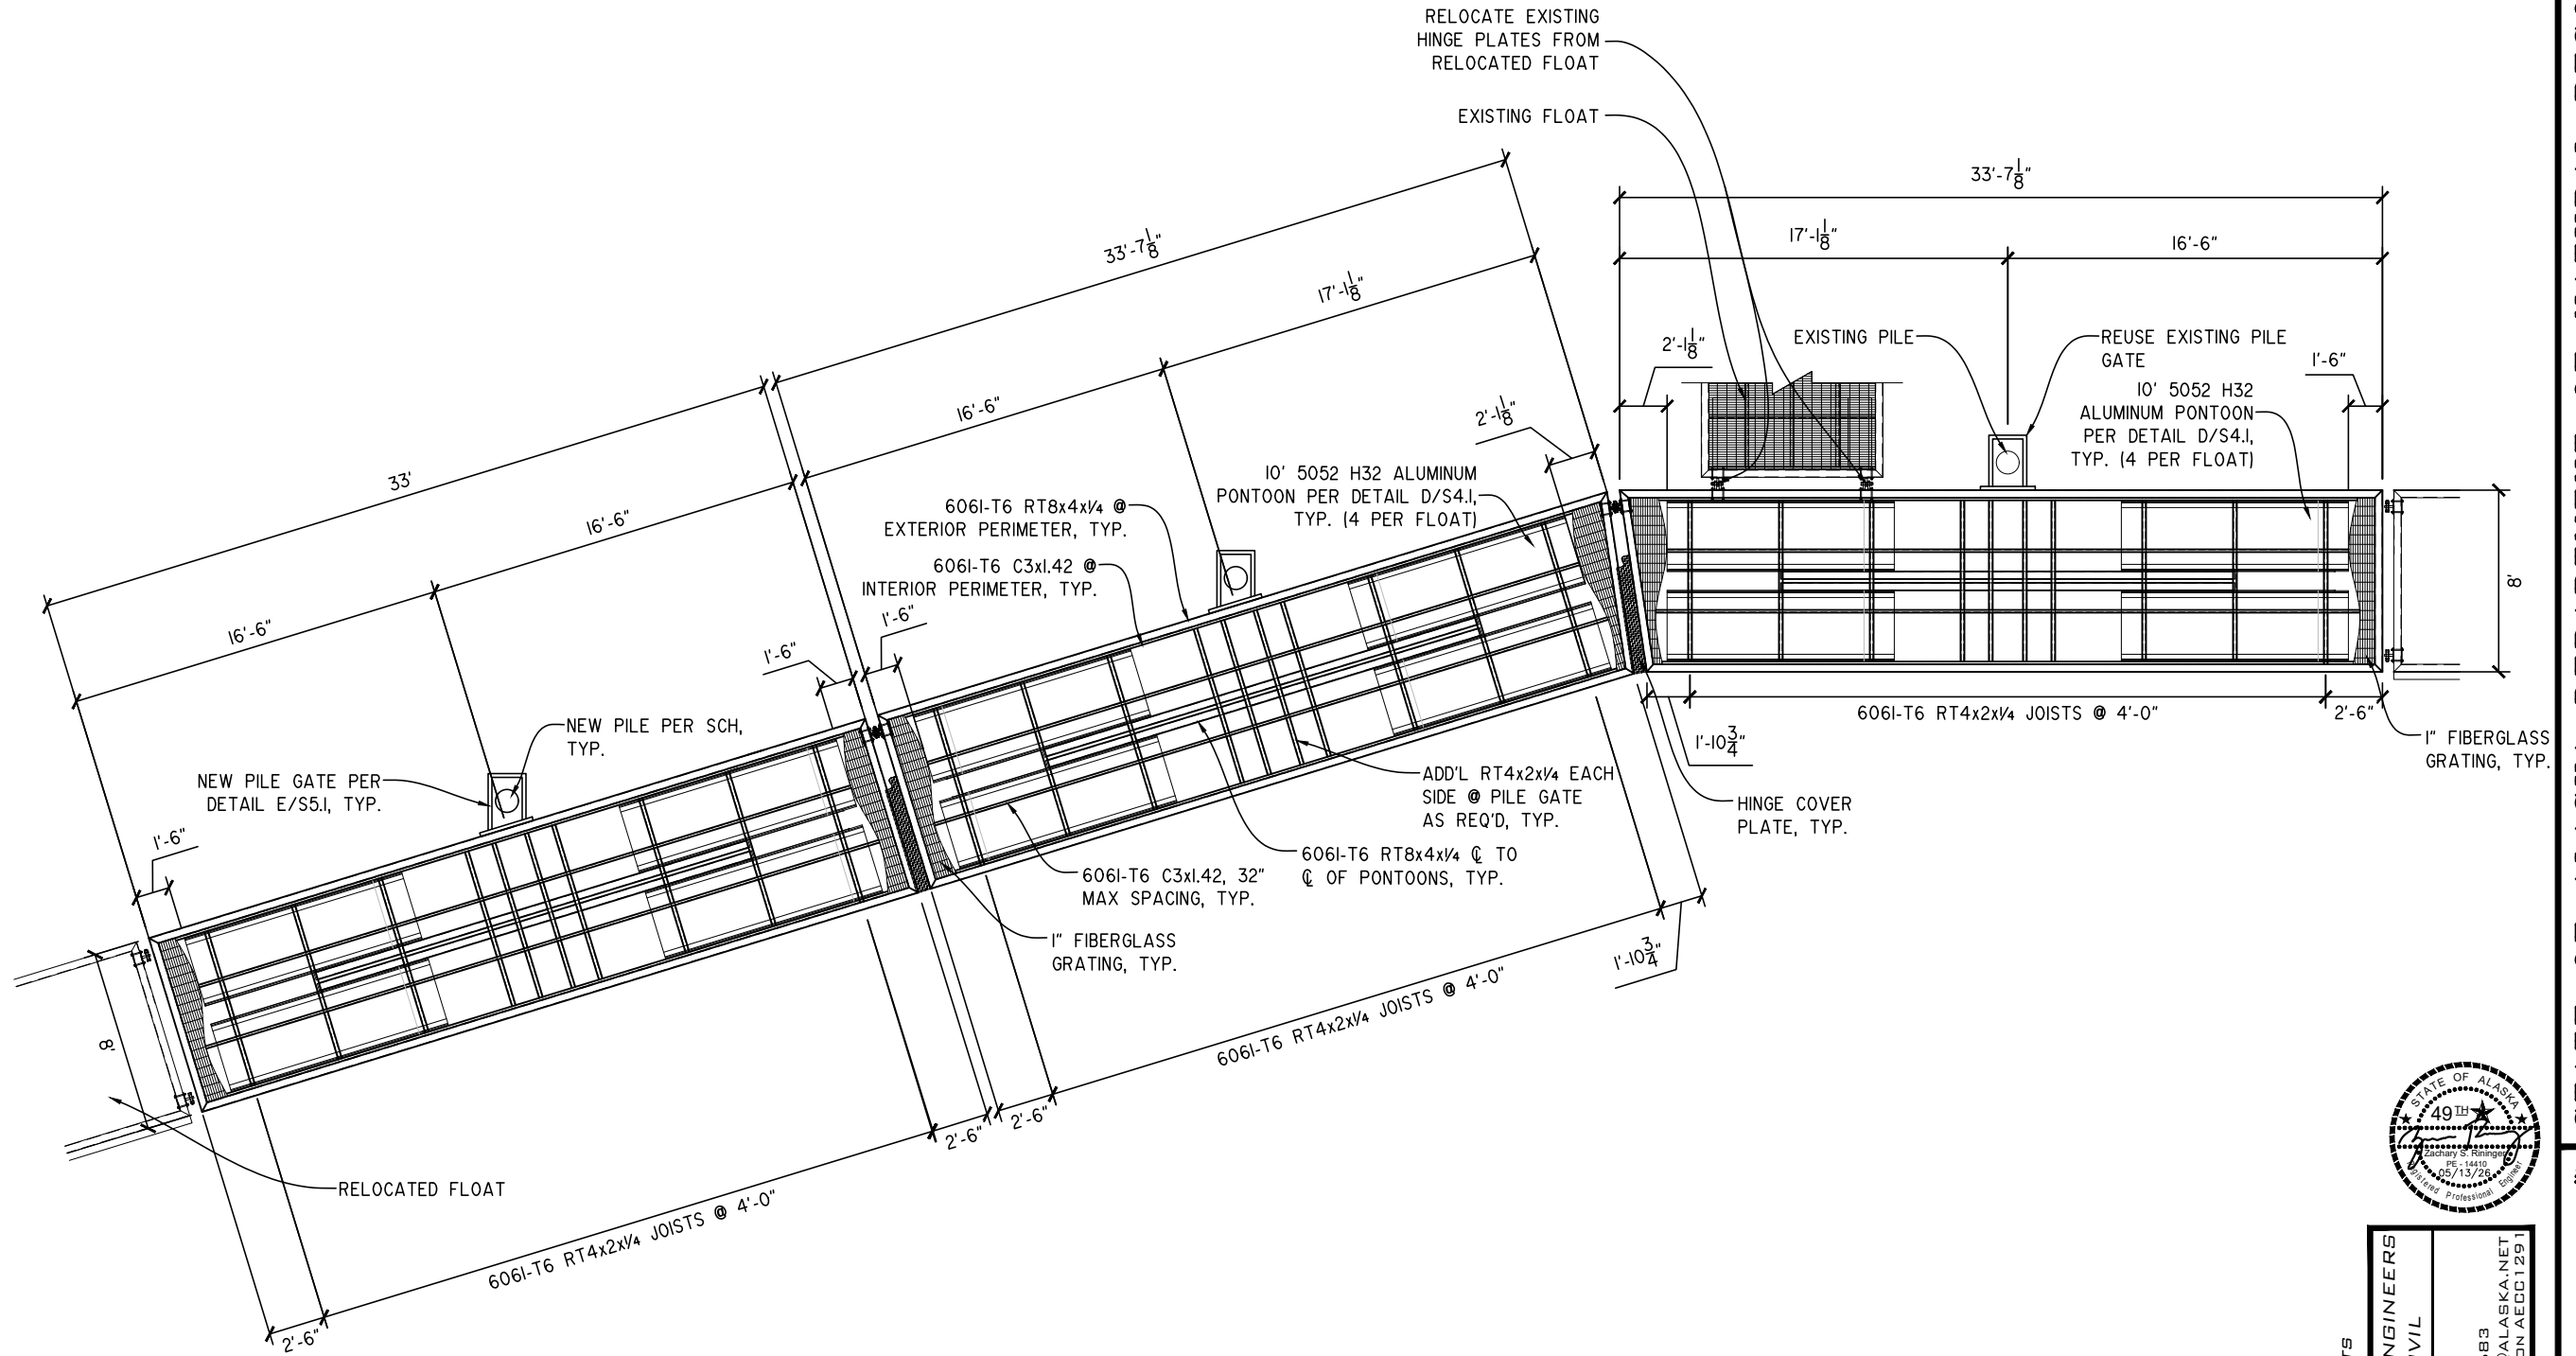 RELOCATE EXISTING
HINGE PLATES FROM
RELOCATED FLOAT
EXISTING FLOAT
33'-7 1/8"
17'-1 1/8"
16'-6"
33'-7 1/8"
17'-1 1/8"
16'-6"
2'-1 1/8"
33'
16'-6"
16'-6"
2'-1 1/8"
EXISTING PILE
REUSE EXISTING PILE
GATE
1'-6"
10' 5052 H32
ALUMINUM PONTOON
PER DETAIL D/S4.1,
TYP. (4 PER FLOAT)
10' 5052 H32 ALUMINUM
PONTOON PER DETAIL D/S4.1,
TYP. (4 PER FLOAT)
6061-T6 RT8x4x1/4 @
EXTERIOR PERIMETER, TYP.
6061-T6 C3x1.42 @
INTERIOR PERIMETER, TYP.
1'-6"
1'-6"
8'
6061-T6 RT4x2x1/4 JOISTS @ 4'-0"
2'-6"
1'-10 3/4"
1" FIBERGLASS
GRATING, TYP.
HINGE COVER
PLATE, TYP.
NEW PILE PER SCH,
TYP.
NEW PILE GATE PER
DETAIL E/S5.1, TYP.
1'-6"
ADD'L RT4x2x1/4 EACH
SIDE @ PILE GATE
AS REQ'D, TYP.
6061-T6 RT8x4x1/4 ℄ TO
℄ OF PONTOONS, TYP.
6061-T6 C3x1.42, 32"
MAX SPACING, TYP.
1" FIBERGLASS
GRATING, TYP.
1'-10 3/4"
6061-T6 RT4x2x1/4 JOISTS @ 4'-0"
8'
2'-6"
2'-6"
RELOCATED FLOAT
6061-T6 RT4x2x1/4 JOISTS @ 4'-0"
2'-6"
STATE OF ALASKA
49TH
Zachary S. Rininger
PE - 14410
05/13/26
Registered Professional Engineer
NGINEERS
VIL
83
ALASKA.NET
ON AECC1291
TS